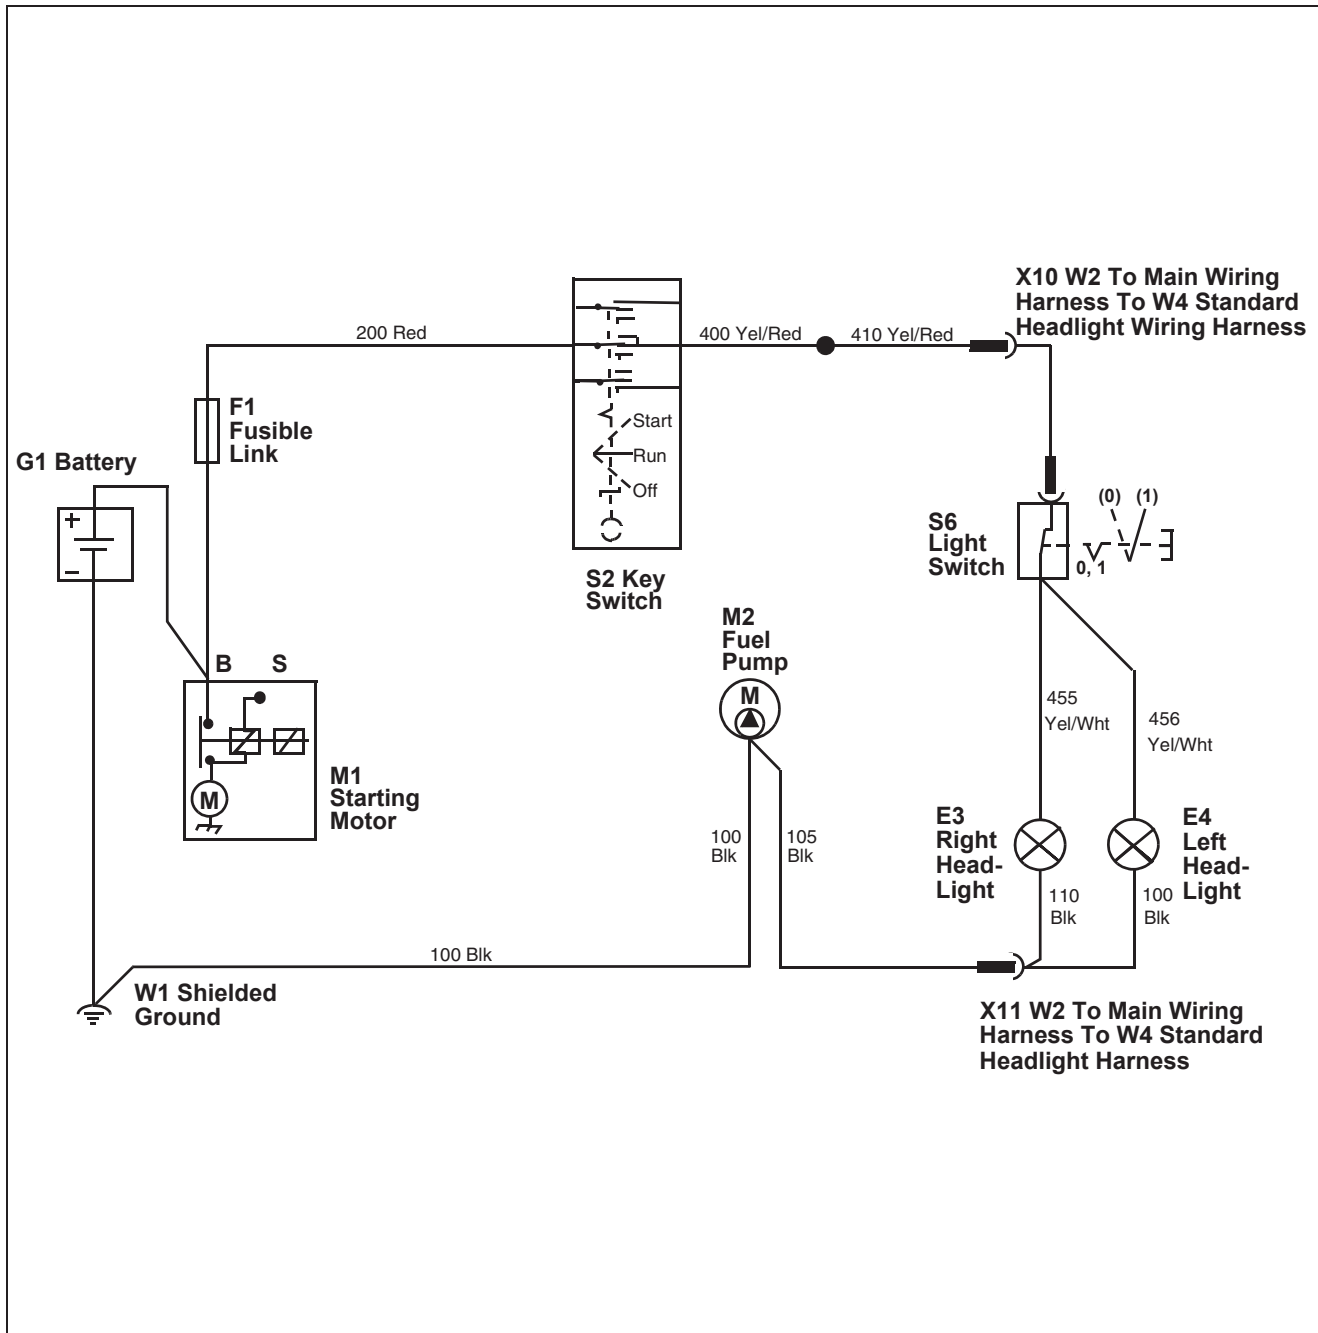 X10 W2 To Main Wiring
Harness To W4 Standard
Headlight Wiring Harness
200 Red
400 Yel/Red
410 Yel/Red
F1
Fusible
Link
Start
Run
Off
G1 Battery
+
–
S2 Key
Switch
(0) (1)
S6
Light
Switch
0, 1
M2
Fuel
Pump
M
B S
M1
Starting
Motor
M
455
Yel/Wht
456
Yel/Wht
100
Blk
105
Blk
E3
Right
Head-
Light
E4
Left
Head-
Light
110
Blk
100
Blk
100 Blk
W1 Shielded
Ground
X11 W2 To Main Wiring
Harness To W4 Standard
Headlight Harness